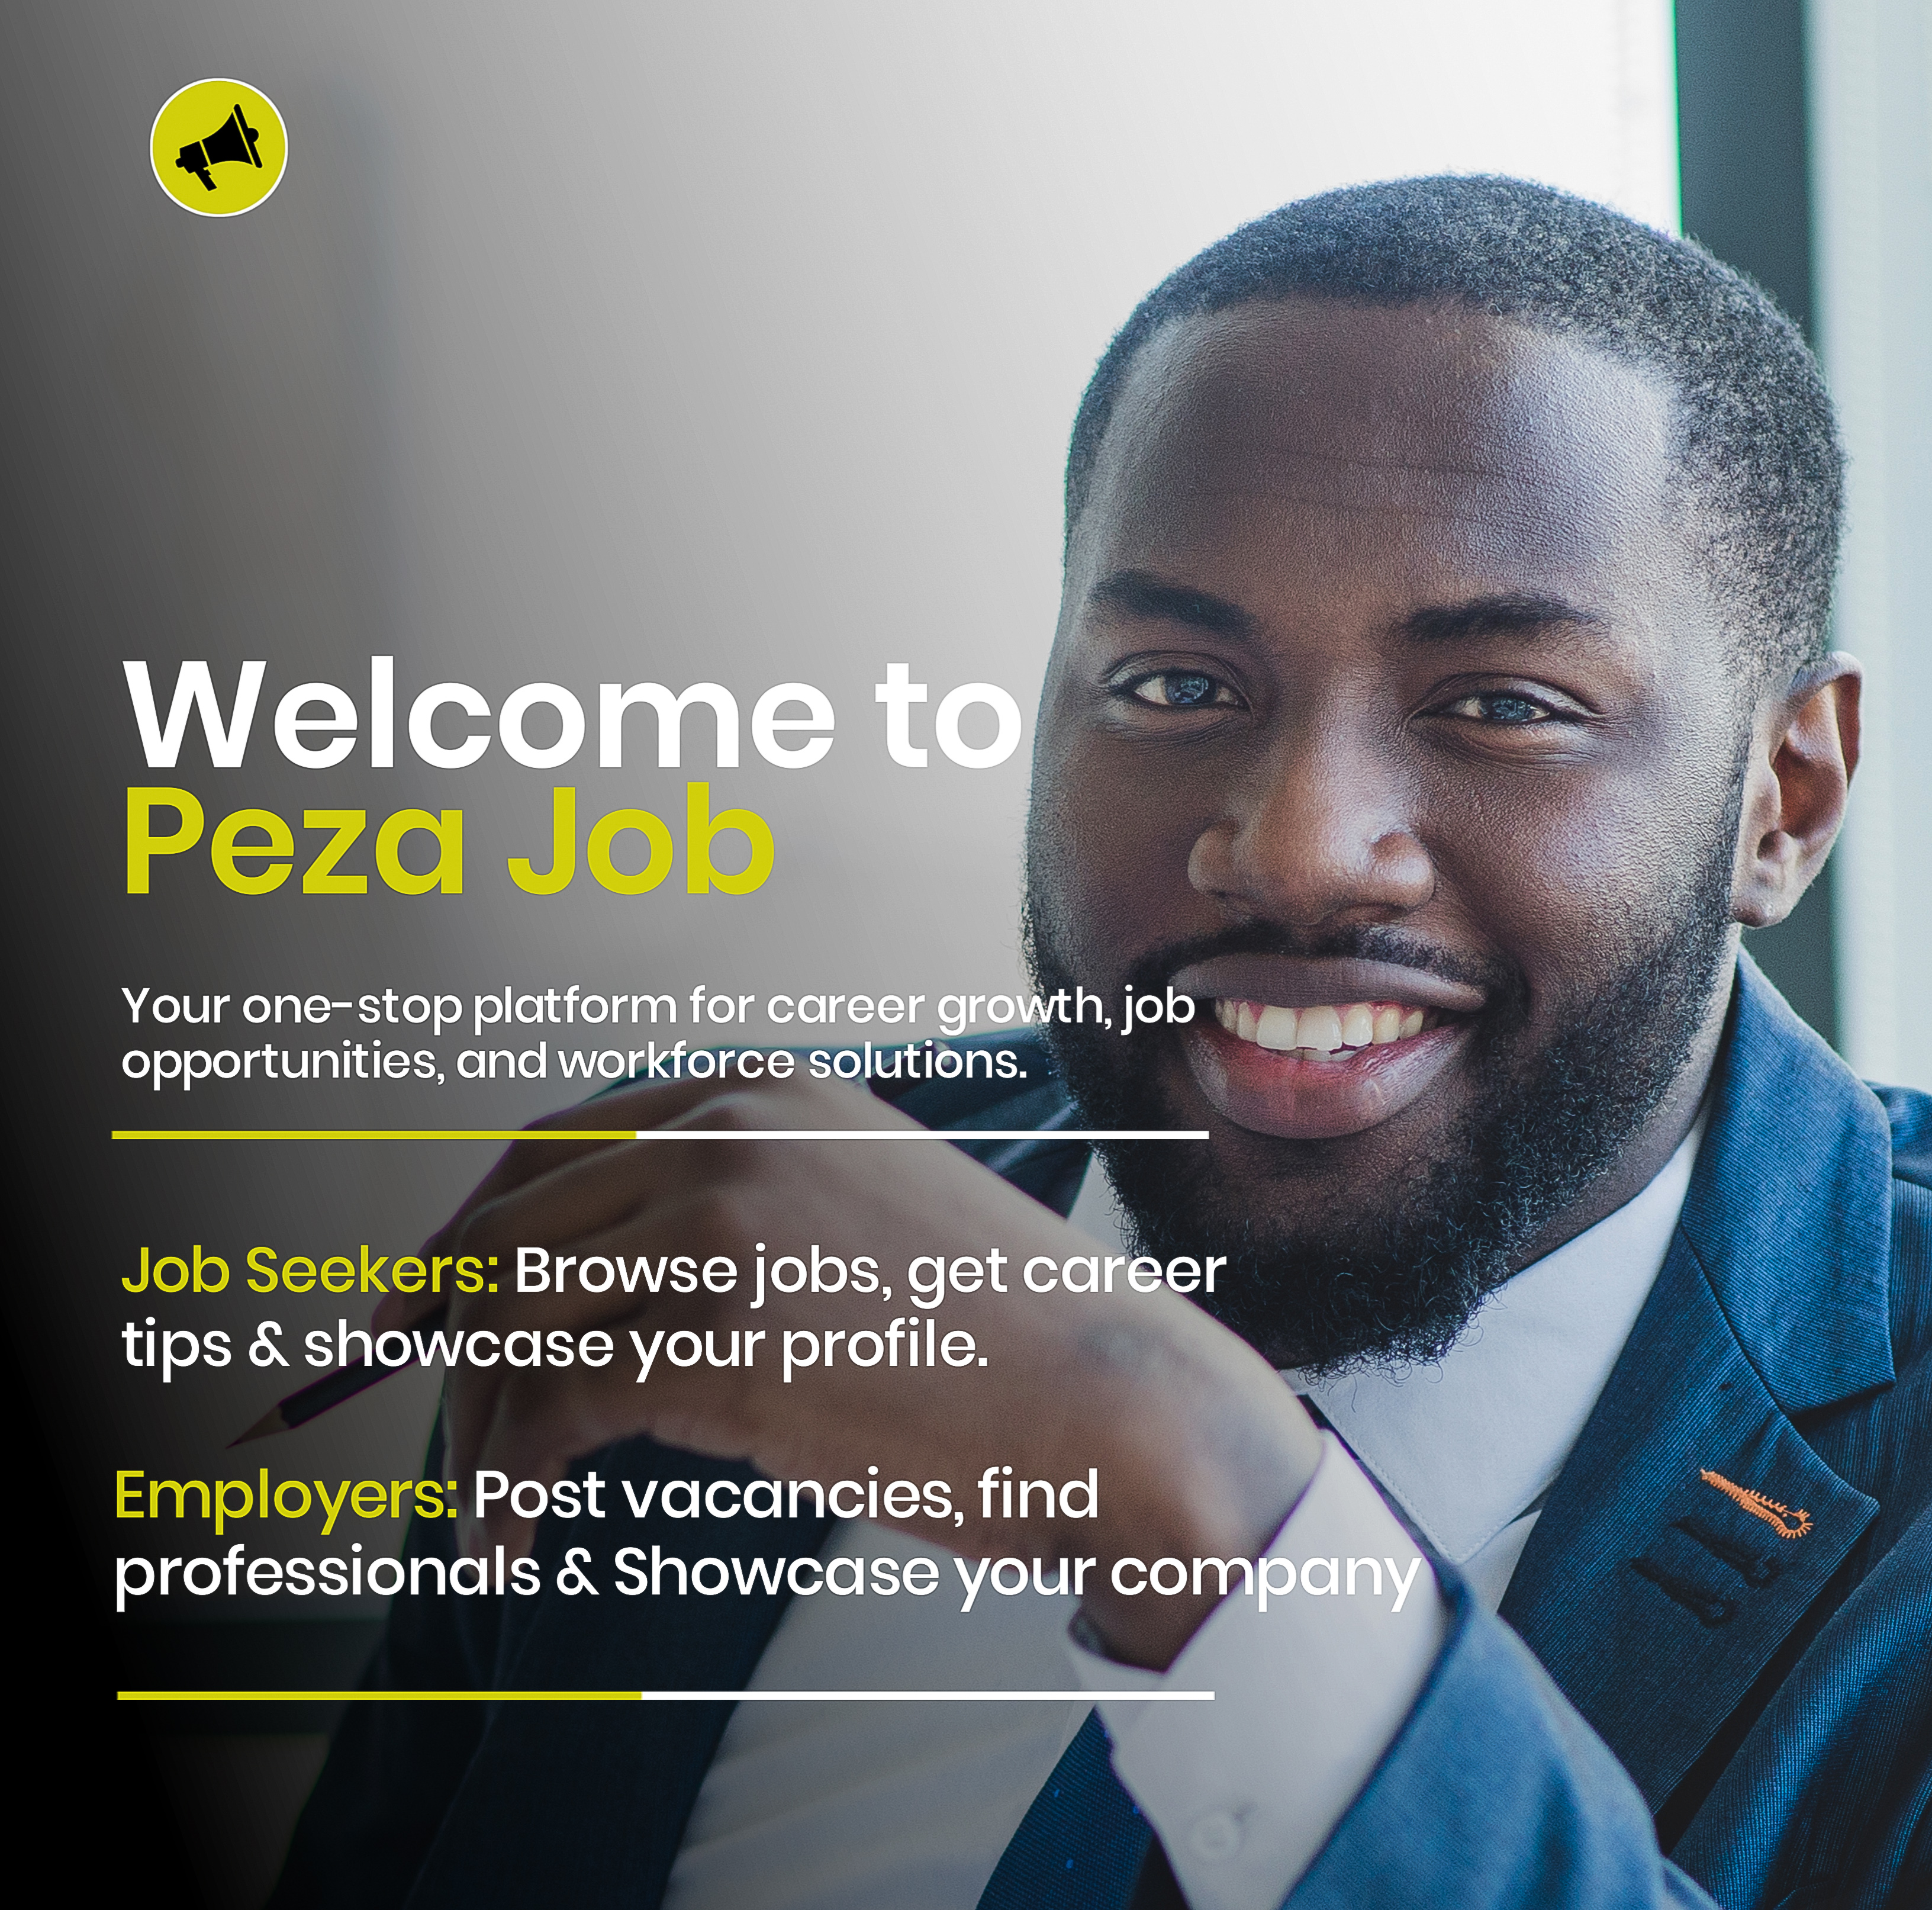 Welcome to
Peza Job
Your one-stop platform for career growth, job
opportunities, and workforce solutions.
Job Seekers: Browse jobs, get career
tips & showcase your profile.
Employers: Post vacancies, find
professionals & Showcase your company